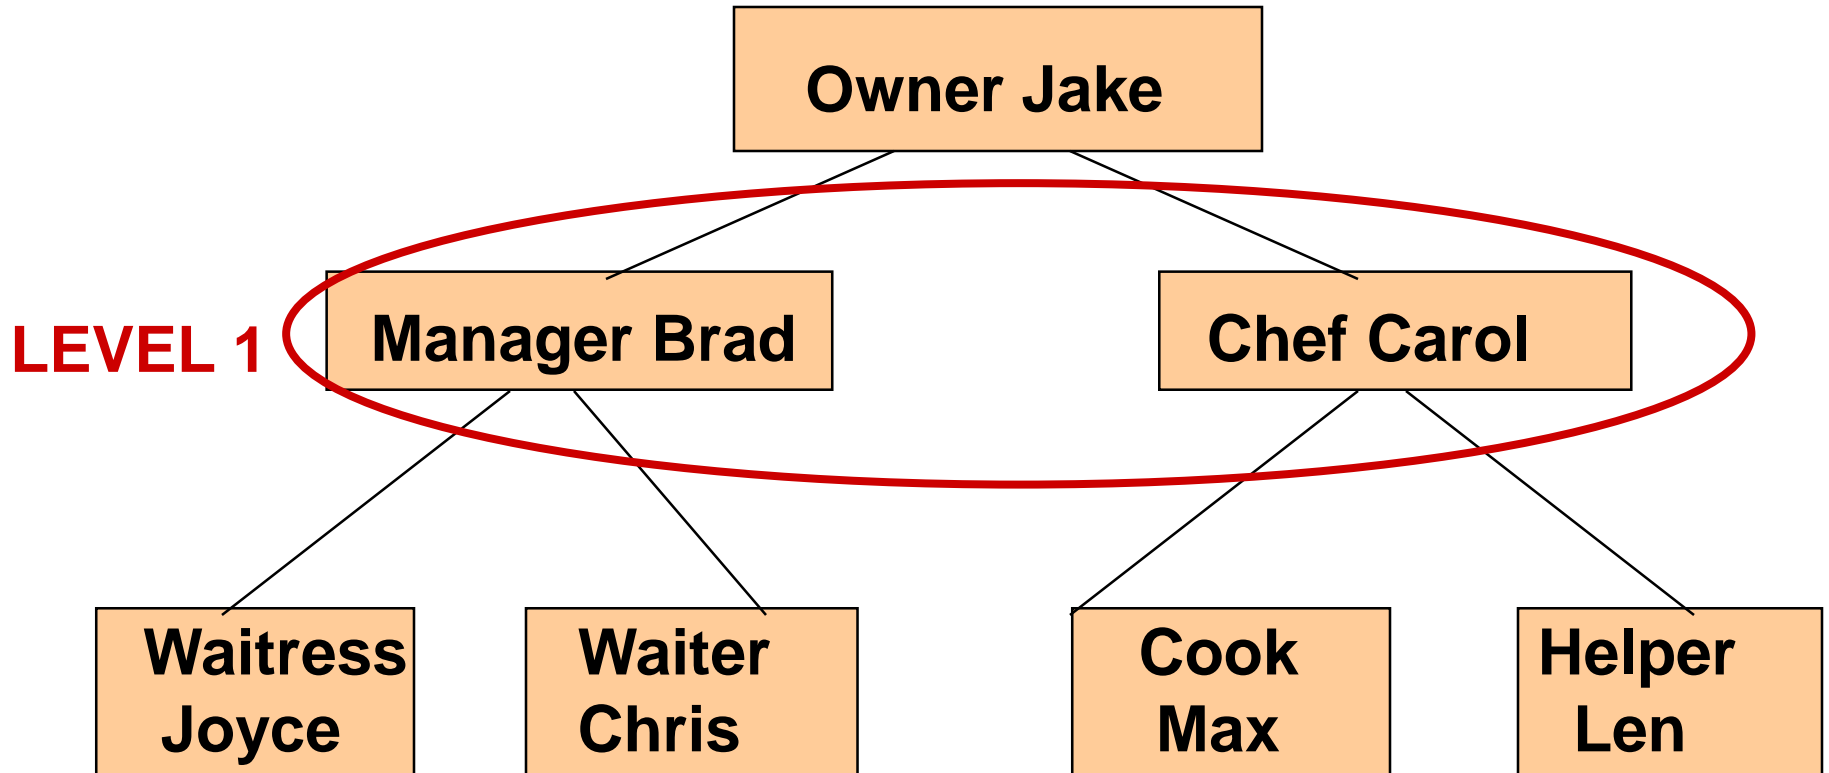 Owner Jake
LEVEL 1
Manager Brad
Chef Carol
Waitress
Joyce
Waiter
Chris
Cook
Max
Helper
Len